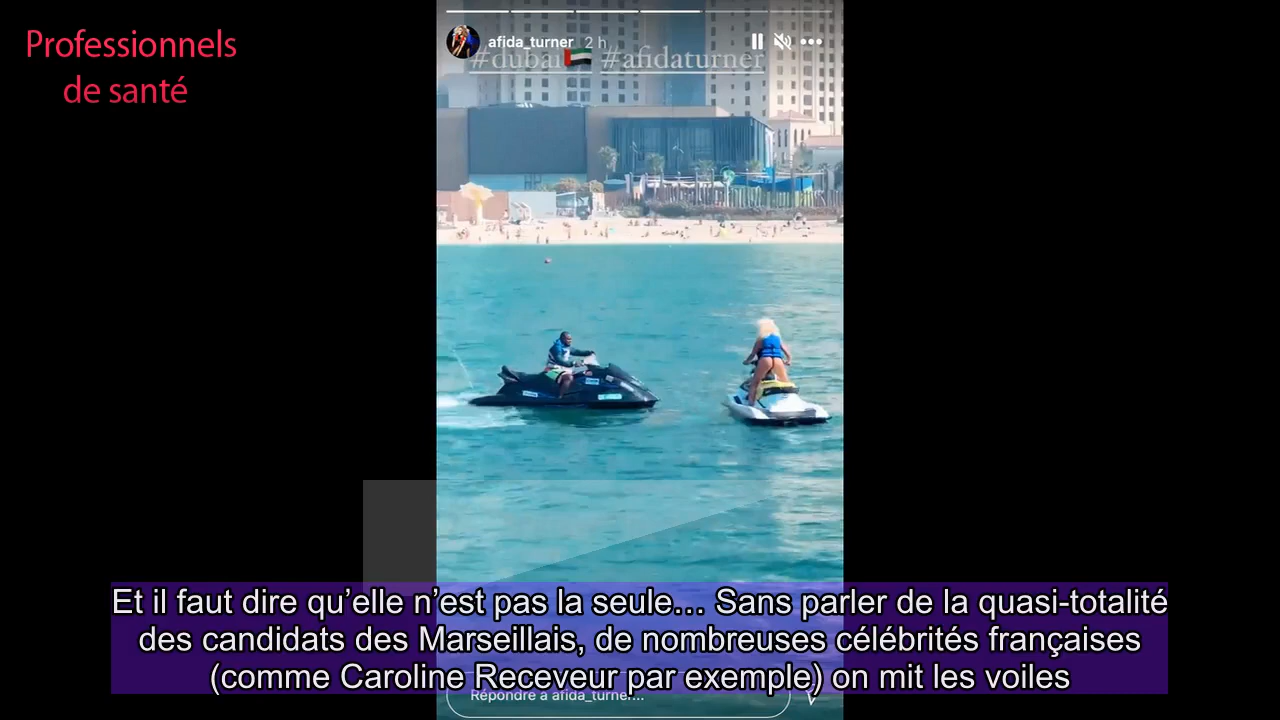 Professionnels
de santé
afida_turner 2 h
#dubai🇦🇪 #afidaturner
Et il faut dire qu’elle n’est pas la seule… Sans parler de la quasi-totalité
des candidats des Marseillais, de nombreuses célébrités françaises
(comme Caroline Receveur par exemple) on mit les voiles
Répondre à afida_turner...